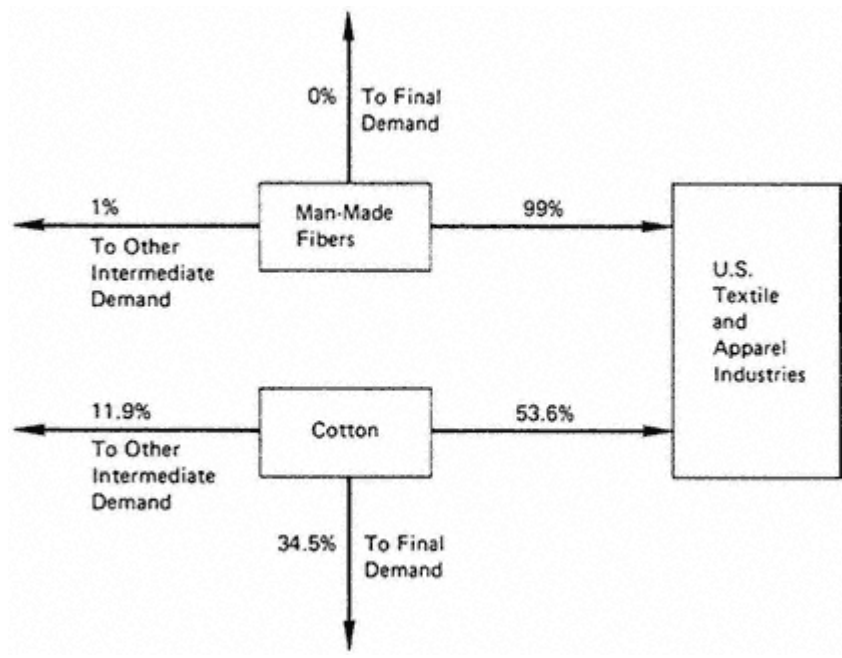 0%
To Final
Demand
1%
Man-Made
Fibers
99%
To Other
Intermediate
Demand
U.S.
Textile
and
Apparel
Industries
11.9%
Cotton
53.6%
To Other
Intermediate
Demand
34.5%
To Final
Demand